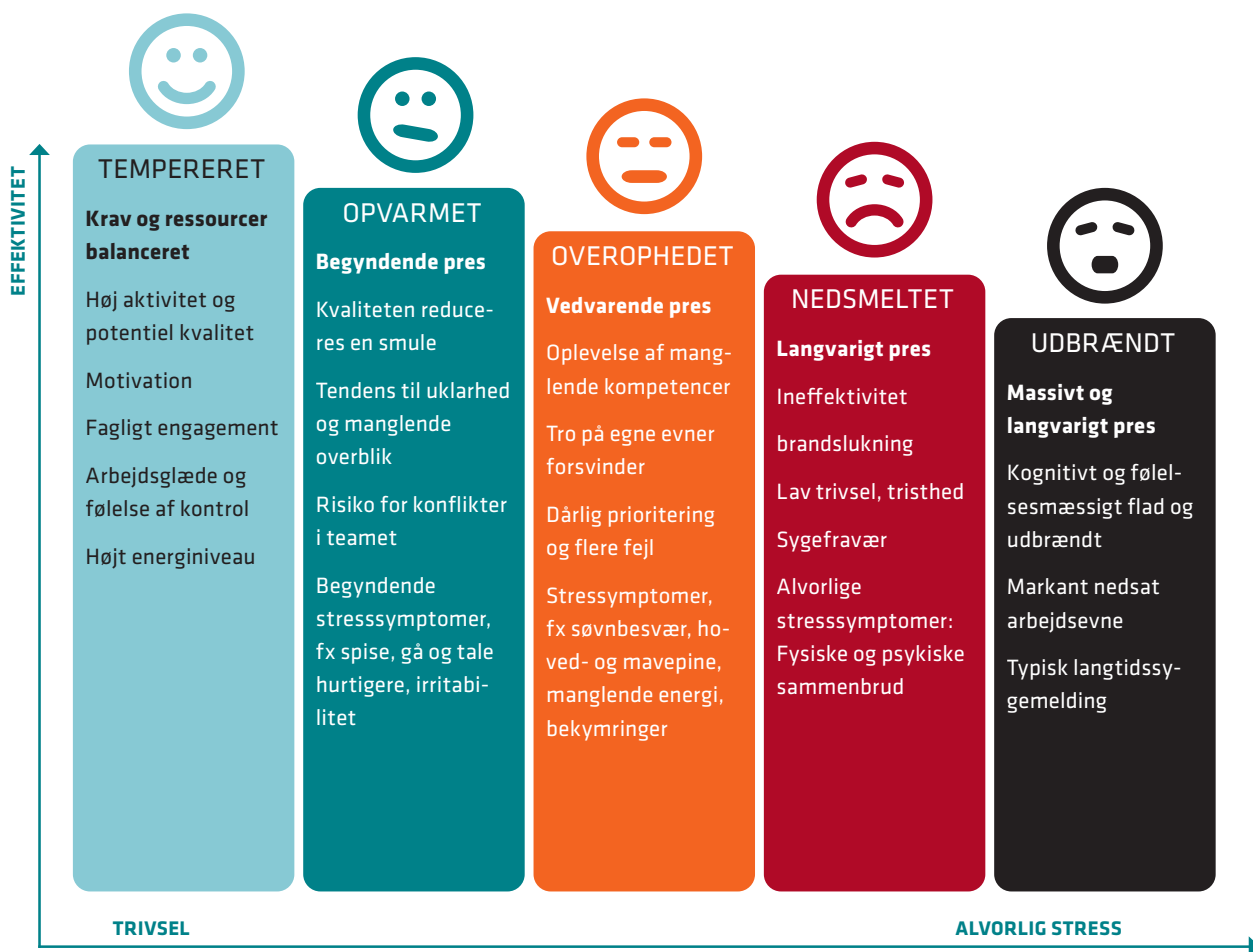 EFFEKTIVITET
TEMPERERET
Krav og ressourcer
balanceret
Høj aktivitet og
potentiel kvalitet
Motivation
Fagligt engagement
Arbejdsglæde og
følelse af kontrol
Højt energiniveau
OPVARMET
Begyndende pres
Kvaliteten reduce-
res en smule
Tendens til uklarhed
og manglende
overblik
Risiko for konflikter
i teamet
Begyndende
stresssymptomer,
fx spise, gå og tale
hurtigere, irritabi-
litet
OVEROPHEDET
Vedvarende pres
Oplevelse af mang-
lende kompetencer
Tro på egne evner
forsvinder
Dårlig prioritering
og flere fejl
Stressymptomer,
fx søvnbesvær, ho-
ved- og mavepine,
manglende energi,
bekymringer
NEDSMELTET
Langvarigt pres
Ineffektivitet
brandslukning
Lav trivsel, tristhed
Sygefravær
Alvorlige
stresssymptomer:
Fysiske og psykiske
sammenbrud
UDBRÆNDT
Massivt og
langvarigt pres
Kognitivt og følel-
sesmæssigt flad og
udbrændt
Markant nedsat
arbejdsevne
Typisk langtidssy-
gemelding
TRIVSEL
ALVORLIG STRESS